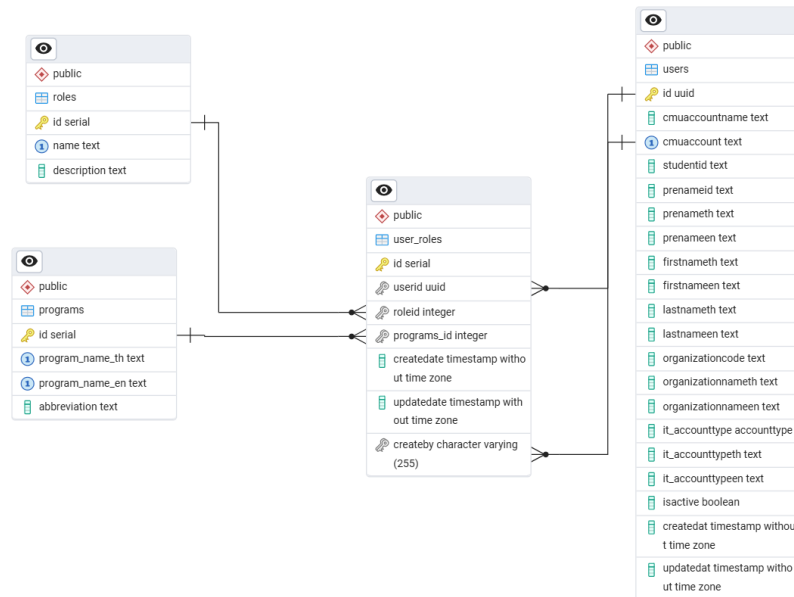 public
roles
id serial
name text
description text
public
programs
id serial
program_name_th text
program_name_en text
abbreviation text
public
user_roles
id serial
userid uuid
roleid integer
programs_id integer
createdate timestamp witho
ut time zone
updatedate timestamp with
out time zone
createby character varying
(255)
public
users
id uuid
cmuaccountname text
cmuaccount text
studentid text
prenameid text
prenameth text
prenameen text
firstnameth text
firstnameen text
lastnameth text
lastnameen text
organizationcode text
organizationnameth text
organizationnameen text
it_accounttype accounttype
it_accounttypeth text
it_accounttypeen text
isactive boolean
createdat timestamp withou
t time zone
updatedat timestamp witho
ut time zone